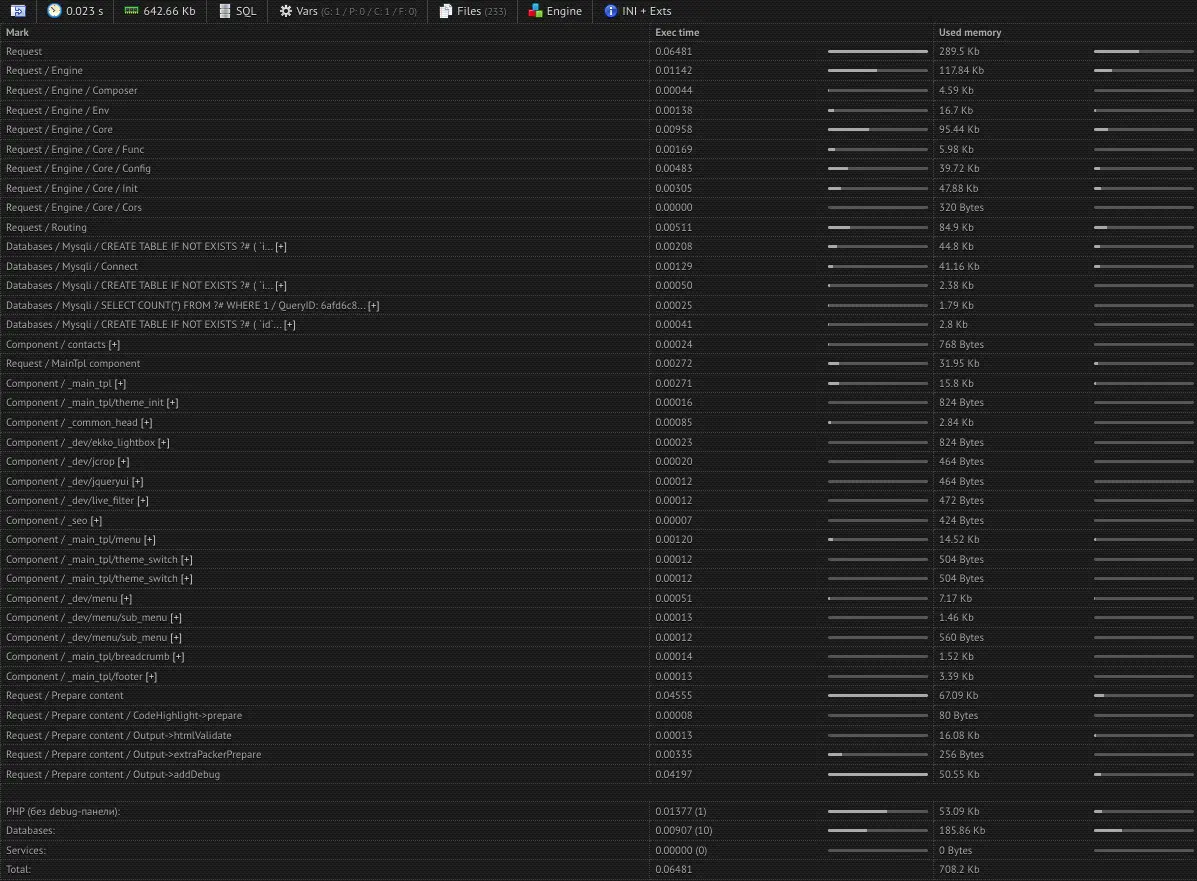 0.023 s 642.66 Kb SQL Vars (G: 1 / P: 0 / C: 1 / F: 0) Files (233) Engine INI + Exts
Mark Exec time Used memory
Request 0.06481 289.5 Kb
Request / Engine 0.01142 117.84 Kb
Request / Engine / Composer 0.00044 4.59 Kb
Request / Engine / Env 0.00138 16.7 Kb
Request / Engine / Core 0.00958 95.44 Kb
Request / Engine / Core / Func 0.00169 5.98 Kb
Request / Engine / Core / Config 0.00483 39.72 Kb
Request / Engine / Core / Init 0.00305 47.88 Kb
Request / Engine / Core / Cors 0.00000 320 Bytes
Request / Routing 0.00511 84.9 Kb
Databases / Mysqli / CREATE TABLE IF NOT EXISTS ?# ( `i... [+] 0.00208 44.8 Kb
Databases / Mysqli / Connect 0.00129 41.16 Kb
Databases / Mysqli / CREATE TABLE IF NOT EXISTS ?# ( `i... [+] 0.00050 2.38 Kb
Databases / Mysqli / SELECT COUNT(*) FROM ?# WHERE 1 / QueryID: 6afd6c8... [+] 0.00025 1.79 Kb
Databases / Mysqli / CREATE TABLE IF NOT EXISTS ?# ( `id`... [+] 0.00041 2.8 Kb
Component / contacts [+] 0.00024 768 Bytes
Request / MainTpl component 0.00272 31.95 Kb
Component / _main_tpl [+] 0.00271 15.8 Kb
Component / _main_tpl/theme_init [+] 0.00016 824 Bytes
Component / _common_head [+] 0.00085 2.84 Kb
Component / _dev/ekko_lightbox [+] 0.00023 824 Bytes
Component / _dev/jcrop [+] 0.00020 464 Bytes
Component / _dev/jqueryui [+] 0.00012 464 Bytes
Component / _dev/live_filter [+] 0.00012 472 Bytes
Component / _seo [+] 0.00007 424 Bytes
Component / _main_tpl/menu [+] 0.00120 14.52 Kb
Component / _main_tpl/theme_switch [+] 0.00012 504 Bytes
Component / _main_tpl/theme_switch [+] 0.00012 504 Bytes
Component / _dev/menu [+] 0.00051 7.17 Kb
Component / _dev/menu/sub_menu [+] 0.00013 1.46 Kb
Component / _dev/menu/sub_menu [+] 0.00012 560 Bytes
Component / _main_tpl/breadcrumb [+] 0.00014 1.52 Kb
Component / _main_tpl/footer [+] 0.00013 3.39 Kb
Request / Prepare content 0.04555 67.09 Kb
Request / Prepare content / CodeHighlight->prepare 0.00008 80 Bytes
Request / Prepare content / Output->htmlValidate 0.00013 16.08 Kb
Request / Prepare content / Output->extraPackerPrepare 0.00335 256 Bytes
Request / Prepare content / Output->addDebug 0.04197 50.55 Kb
PHP (без debug-панели): 0.01377 (1) 53.09 Kb
Databases: 0.00907 (10) 185.86 Kb
Services: 0.00000 (0) 0 Bytes
Total: 0.06481 708.2 Kb